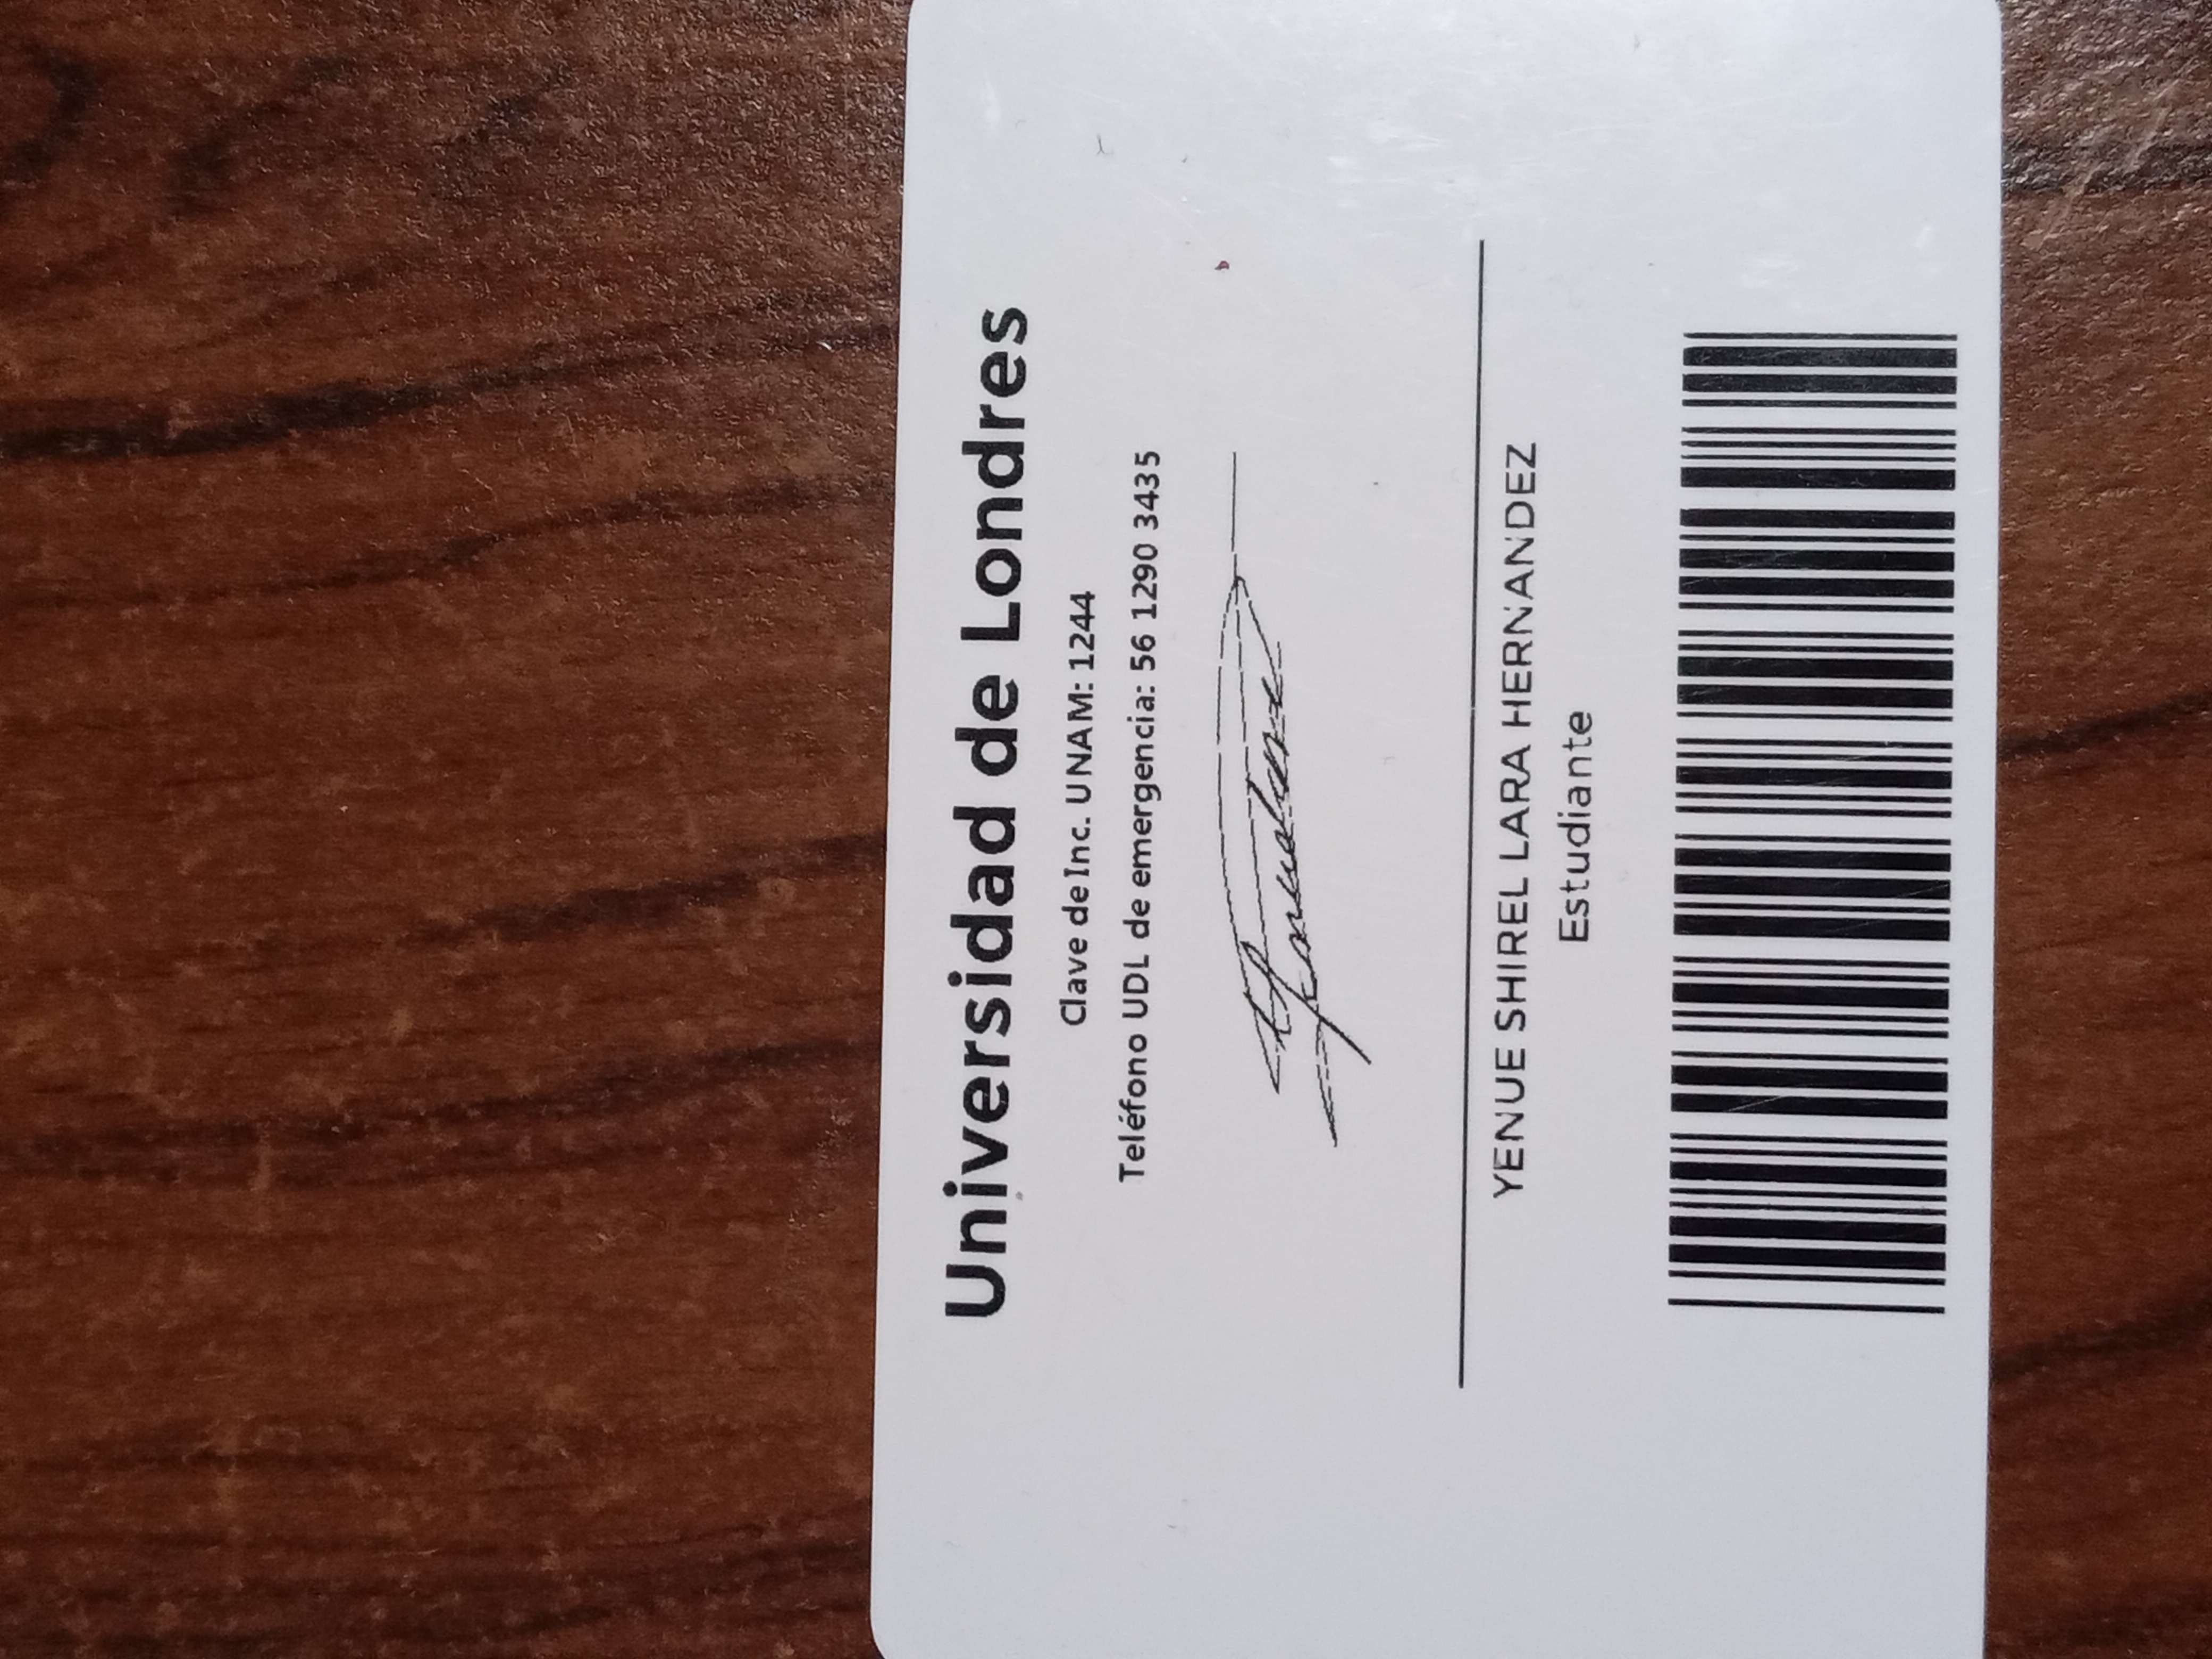 Universidad de Londres
Clave de Inc. UNAM: 1244
Teléfono UDL de emergencia: 56 1290 3435
YENUE SHIREL LARA HERNANDEZ
Estudiante